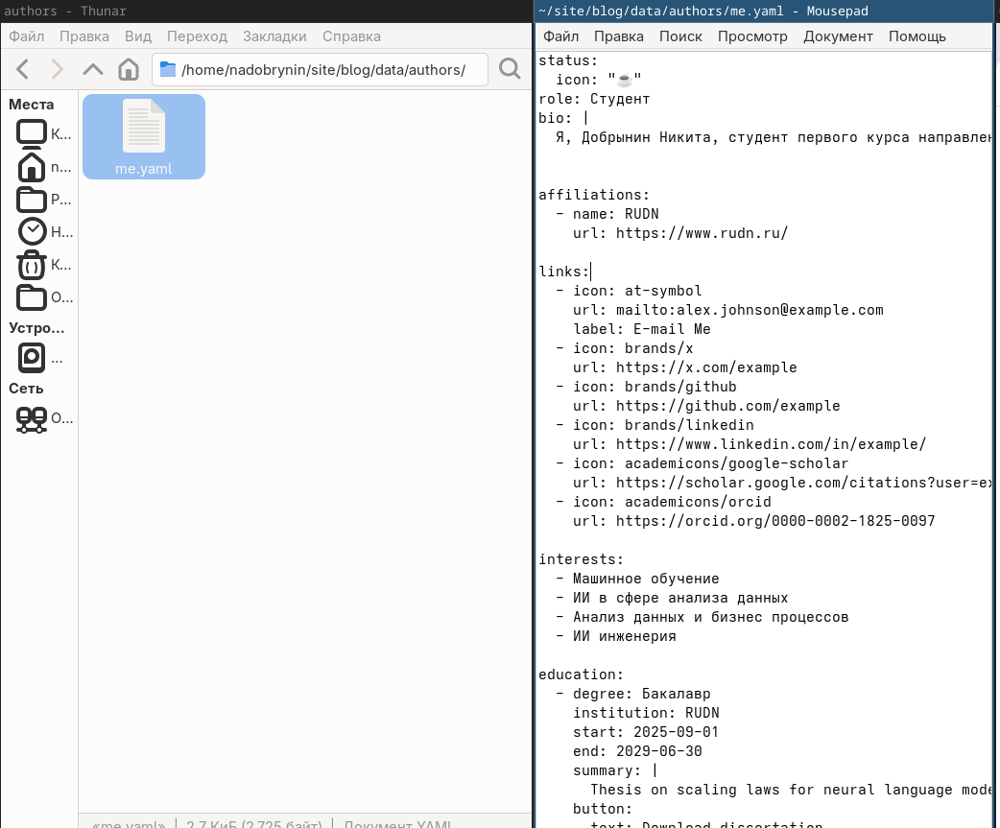 authors - Thunar
Файл Правка Вид Переход Закладки Справка
/home/nadobrynin/site/blog/data/authors/
Места
К...
n...
Р...
Н...
К...
О...
Устро...
...
Сеть
О...
me.yaml
«me.yaml» | 2,7 КиБ (2 725 байт) | Документ YAML
~/site/blog/data/authors/me.yaml - Mousepad
Файл Правка Поиск Просмотр Документ Помощь
status:
  icon: "☕"
role: Студент
bio: |
  Я, Добрынин Никита, студент первого курса
affiliations:
  - name: RUDN
    url: https://www.rudn.ru/
links:
  - icon: at-symbol
    url: mailto:alex.johnson@example.com
    label: E-mail Me
  - icon: brands/x
    url: https://x.com/example
  - icon: brands/github
    url: https://github.com/example
  - icon: brands/linkedin
    url: https://www.linkedin.com/in/example/
  - icon: academicons/google-scholar
    url: https://scholar.google.com/citations?user=ex
  - icon: academicons/orcid
    url: https://orcid.org/0000-0002-1825-0097
interests:
  - Машинное обучение
  - ИИ в сфере анализа данных
  - Анализ данных и бизнес процессов
  - ИИ инженерия
education:
  - degree: Бакалавр
    institution: RUDN
    start: 2025-09-01
    end: 2029-06-30
    summary: |
      Thesis on scaling laws for neural language
    button:
      text: Download dissertation